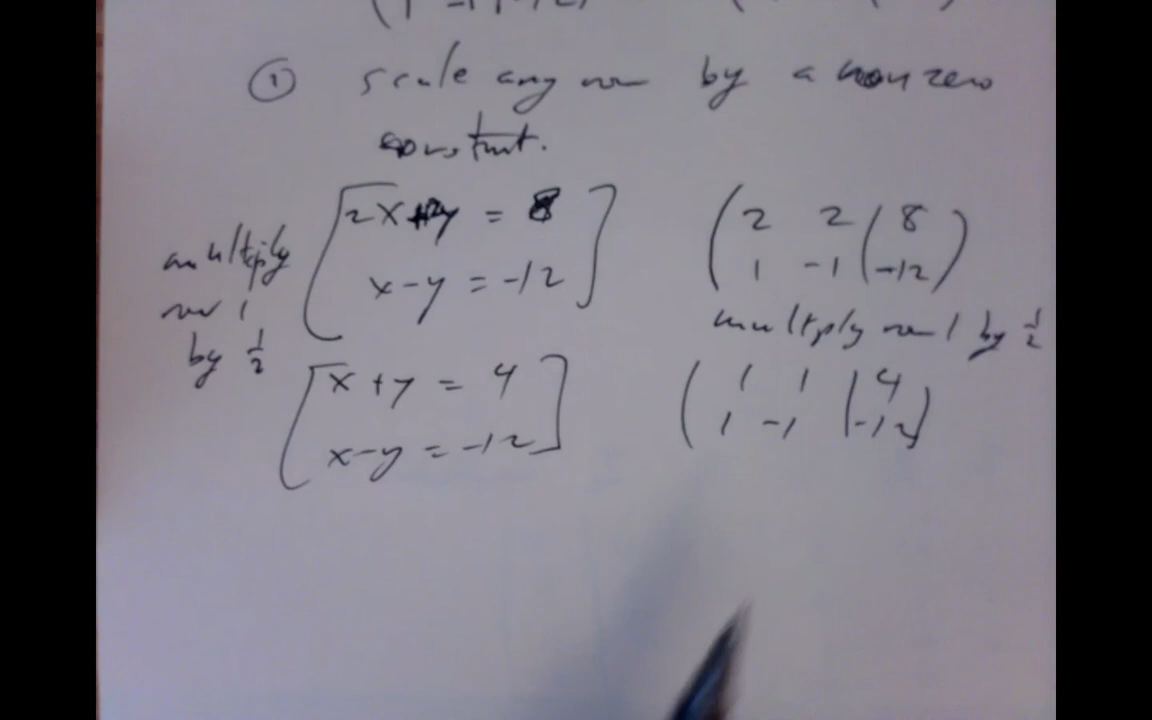 ① scale any row by a nonzero
constant.
[2x+2y = 8
x-y = -12]
multiply
row 1
by 1/2
(2 2 | 8
1 -1 | -12)
multiply row 1 by 1/2
[x+y = 4
x-y = -12]
(1 1 | 4
1 -1 | -12)